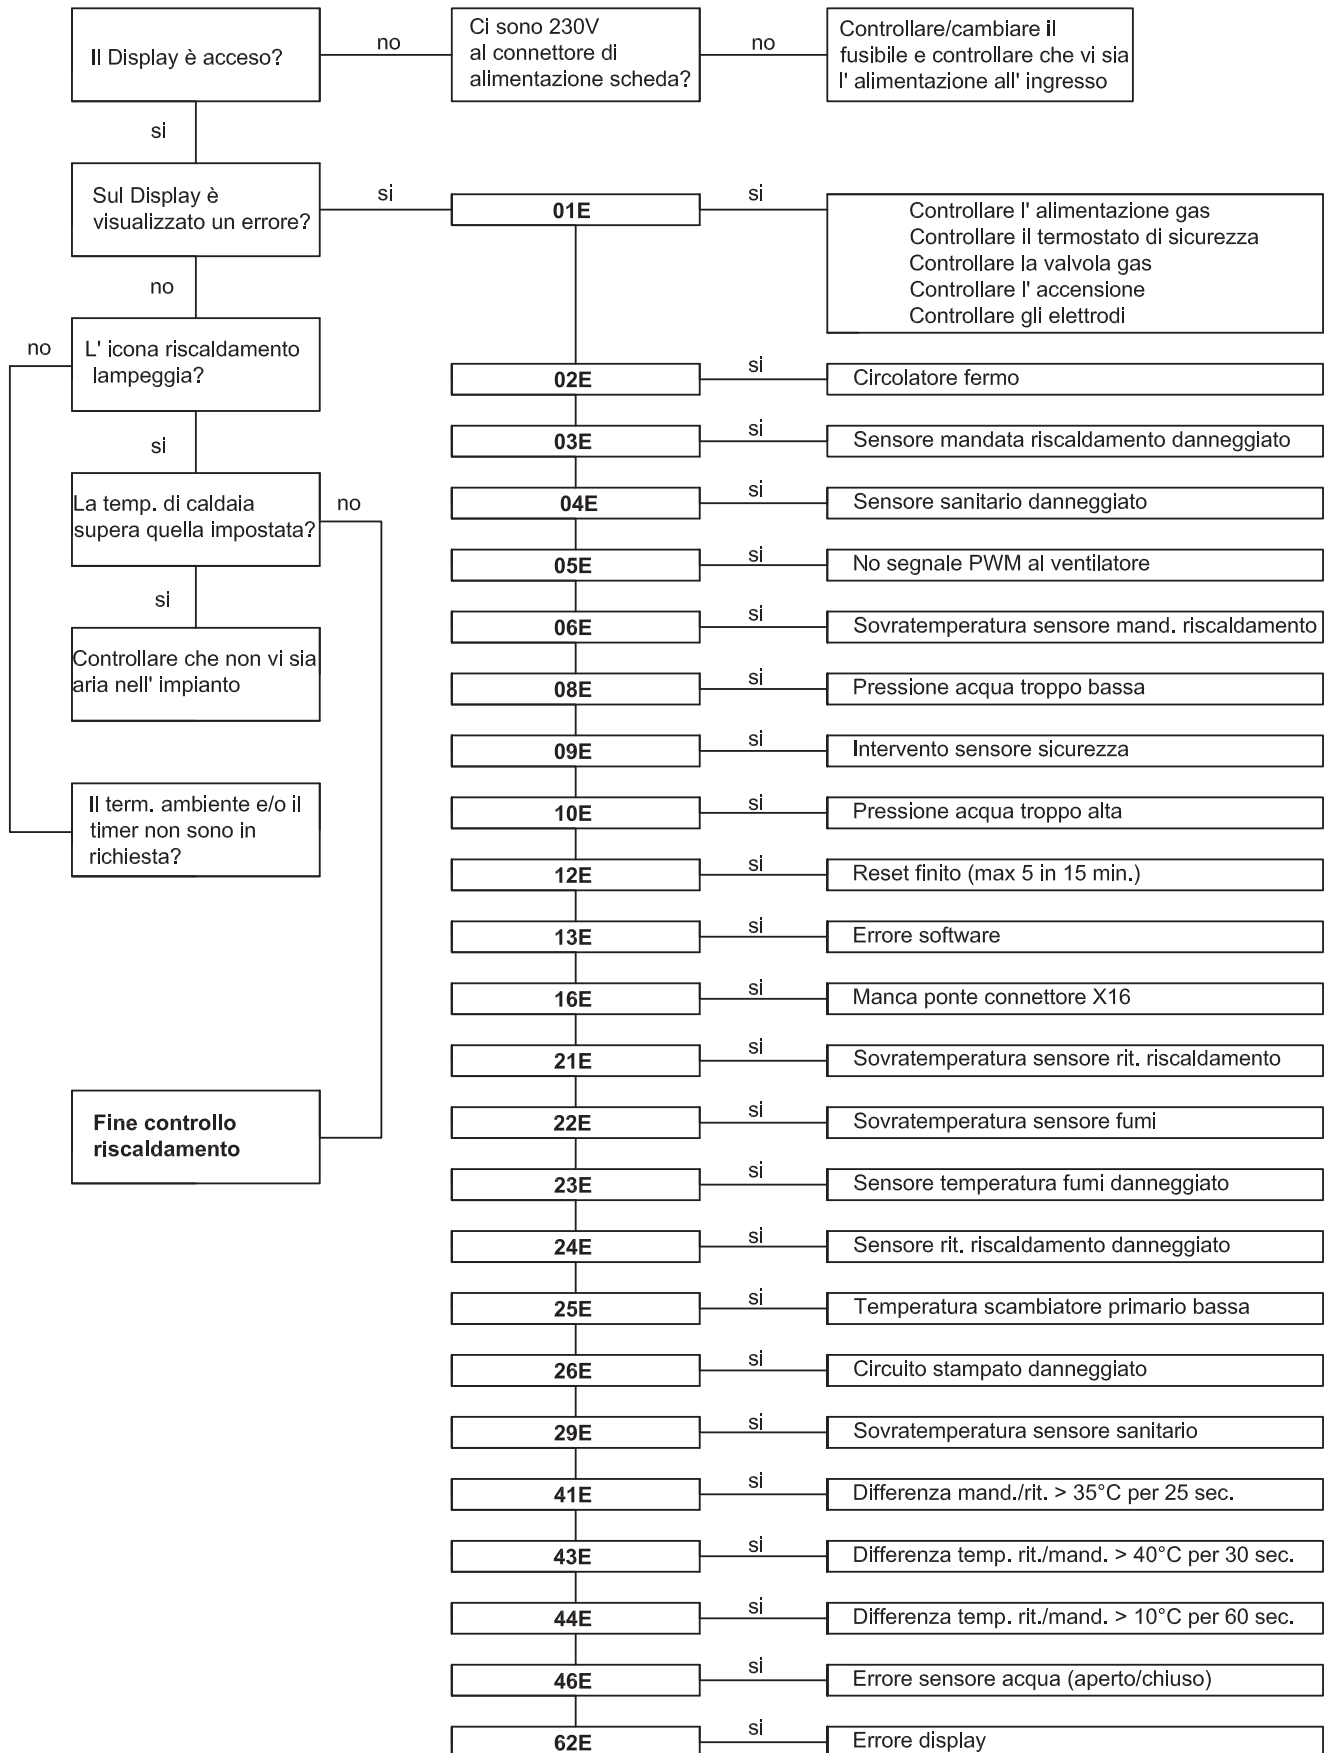 Il Display è acceso?
no
Ci sono 230V
al connettore di
alimentazione scheda?
no
Controllare/cambiare il
fusibile e controllare che vi sia
l' alimentazione all' ingresso
si
Sul Display è
visualizzato un errore?
si
01E
si
Controllare l' alimentazione gas
Controllare il termostato di sicurezza
Controllare la valvola gas
Controllare l' accensione
Controllare gli elettrodi
no
no
L' icona riscaldamento
lampeggia?
02E
si
Circolatore fermo
si
03E
si
Sensore mandata riscaldamento danneggiato
La temp. di caldaia
supera quella impostata?
no
04E
si
Sensore sanitario danneggiato
05E
si
No segnale PWM al ventilatore
si
06E
si
Sovratemperatura sensore mand. riscaldamento
Controllare che non vi sia
aria nell' impianto
08E
si
Pressione acqua troppo bassa
09E
si
Intervento sensore sicurezza
Il term. ambiente e/o il
timer non sono in
richiesta?
10E
si
Pressione acqua troppo alta
12E
si
Reset finito (max 5 in 15 min.)
13E
si
Errore software
16E
si
Manca ponte connettore X16
21E
si
Sovratemperatura sensore rit. riscaldamento
Fine controllo
riscaldamento
22E
si
Sovratemperatura sensore fumi
23E
si
Sensore temperatura fumi danneggiato
24E
si
Sensore rit. riscaldamento danneggiato
25E
si
Temperatura scambiatore primario bassa
26E
si
Circuito stampato danneggiato
29E
si
Sovratemperatura sensore sanitario
41E
si
Differenza mand./rit. > 35°C per 25 sec.
43E
si
Differenza temp. rit./mand. > 40°C per 30 sec.
44E
si
Differenza temp. rit./mand. > 10°C per 60 sec.
46E
si
Errore sensore acqua (aperto/chiuso)
62E
si
Errore display